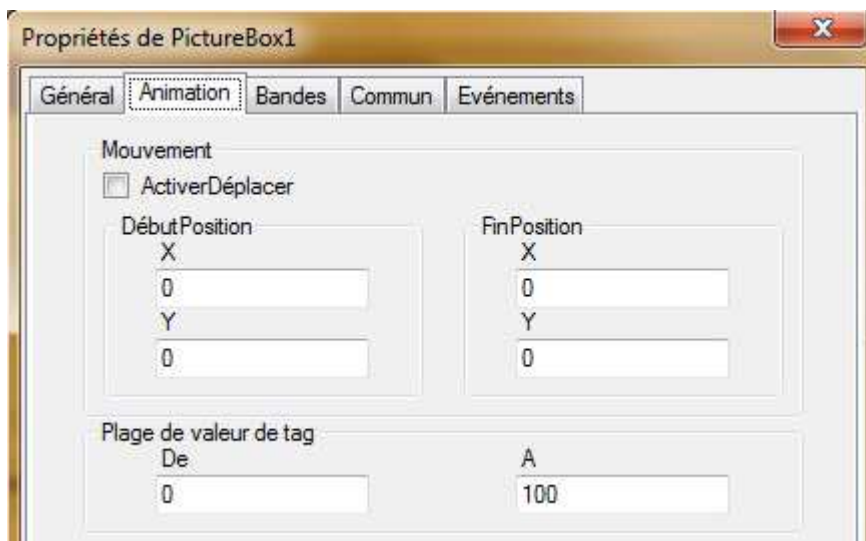 Propriétés de PictureBox1
Général Animation Bandes Commun Evénements
Mouvement
ActiverDéplacer
DébutPosition FinPosition
X X
0 0
Y Y
0 0
Plage de valeur de tag
De A
0 100